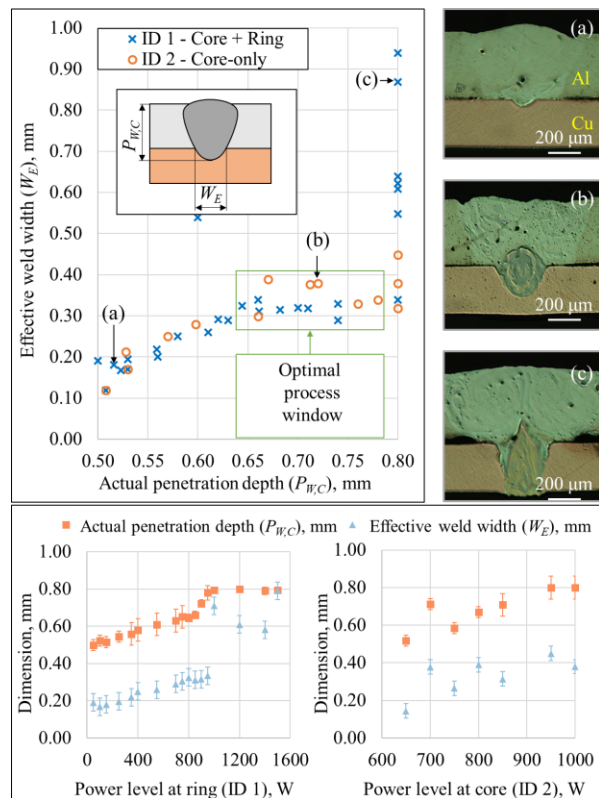 ID 1 - Core + Ring
ID 2 - Core-only
1.00
0.90
0.80
0.70
0.60
0.50
0.40
0.30
0.20
0.10
0.00
Effective weld width (W_E), mm
P_{W,C}
W_E
(a)
(b)
(c)
Optimal
process
window
0.50
0.55
0.60
0.65
0.70
0.75
0.80
Actual penetration depth (P_{W,C}), mm
(a)
Al
Cu
200 μm
(b)
200 μm
(c)
200 μm
Actual penetration depth (P_{W,C}), mm
Effective weld width (W_E), mm
1.00
0.80
0.60
0.40
0.20
0.00
Dimension, mm
0 400 800 1200 1600
Power level at ring (ID 1), W
1.00
0.80
0.60
0.40
0.20
0.00
Dimension, mm
600 700 800 900 1000
Power level at core (ID 2), W